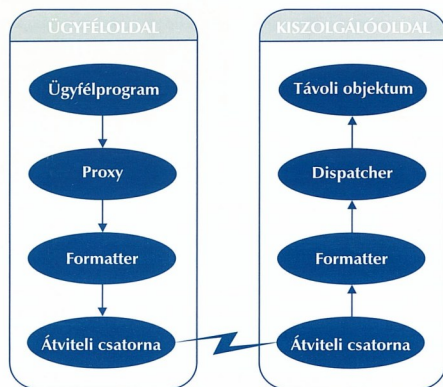 ÜGYFÉLOLDAL
Ügyfélprogram
Proxy
Formatter
Átviteli csatorna
KISZOLGÁLÓOLDAL
Távoli objektum
Dispatcher
Formatter
Átviteli csatorna